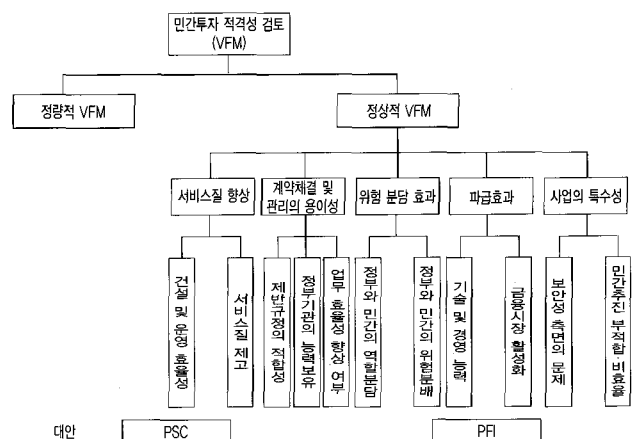 민간투자 적격성 검토
(VFM)
정량적 VFM
정상적 VFM
서비스질 향상
계약체결 및
관리의 용이성
위험 분담 효과
파급효과
사업의 특수성
건설 및 운영 효율성
서비스질 제고
제반규정의 적합성
정부기관의 능력보유
업무 효율성 향상 여부
정부와 민간의 역할분담
정부와 민간의 위험분배
기술 및 경영 능력
금융시장 활성화
보안성 측면의 문제
민간추진 부적합·비효율
대안
PSC
PFI